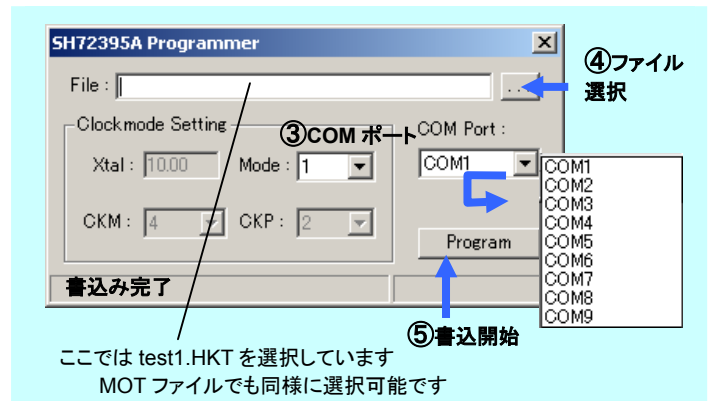 SH72395A Programmer
File :
④ファイル
選択
Clockmode Setting
③COM ポート
COM Port :
Xtal : 10.00
Mode : 1
COM1
CKM : 4
CKP : 2
Program
COM1
COM2
COM3
COM4
COM5
COM6
COM7
COM8
COM9
書込み完了
⑤書込開始
ここでは test1.HKT を選択しています
MOT ファイルでも同様に選択可能です